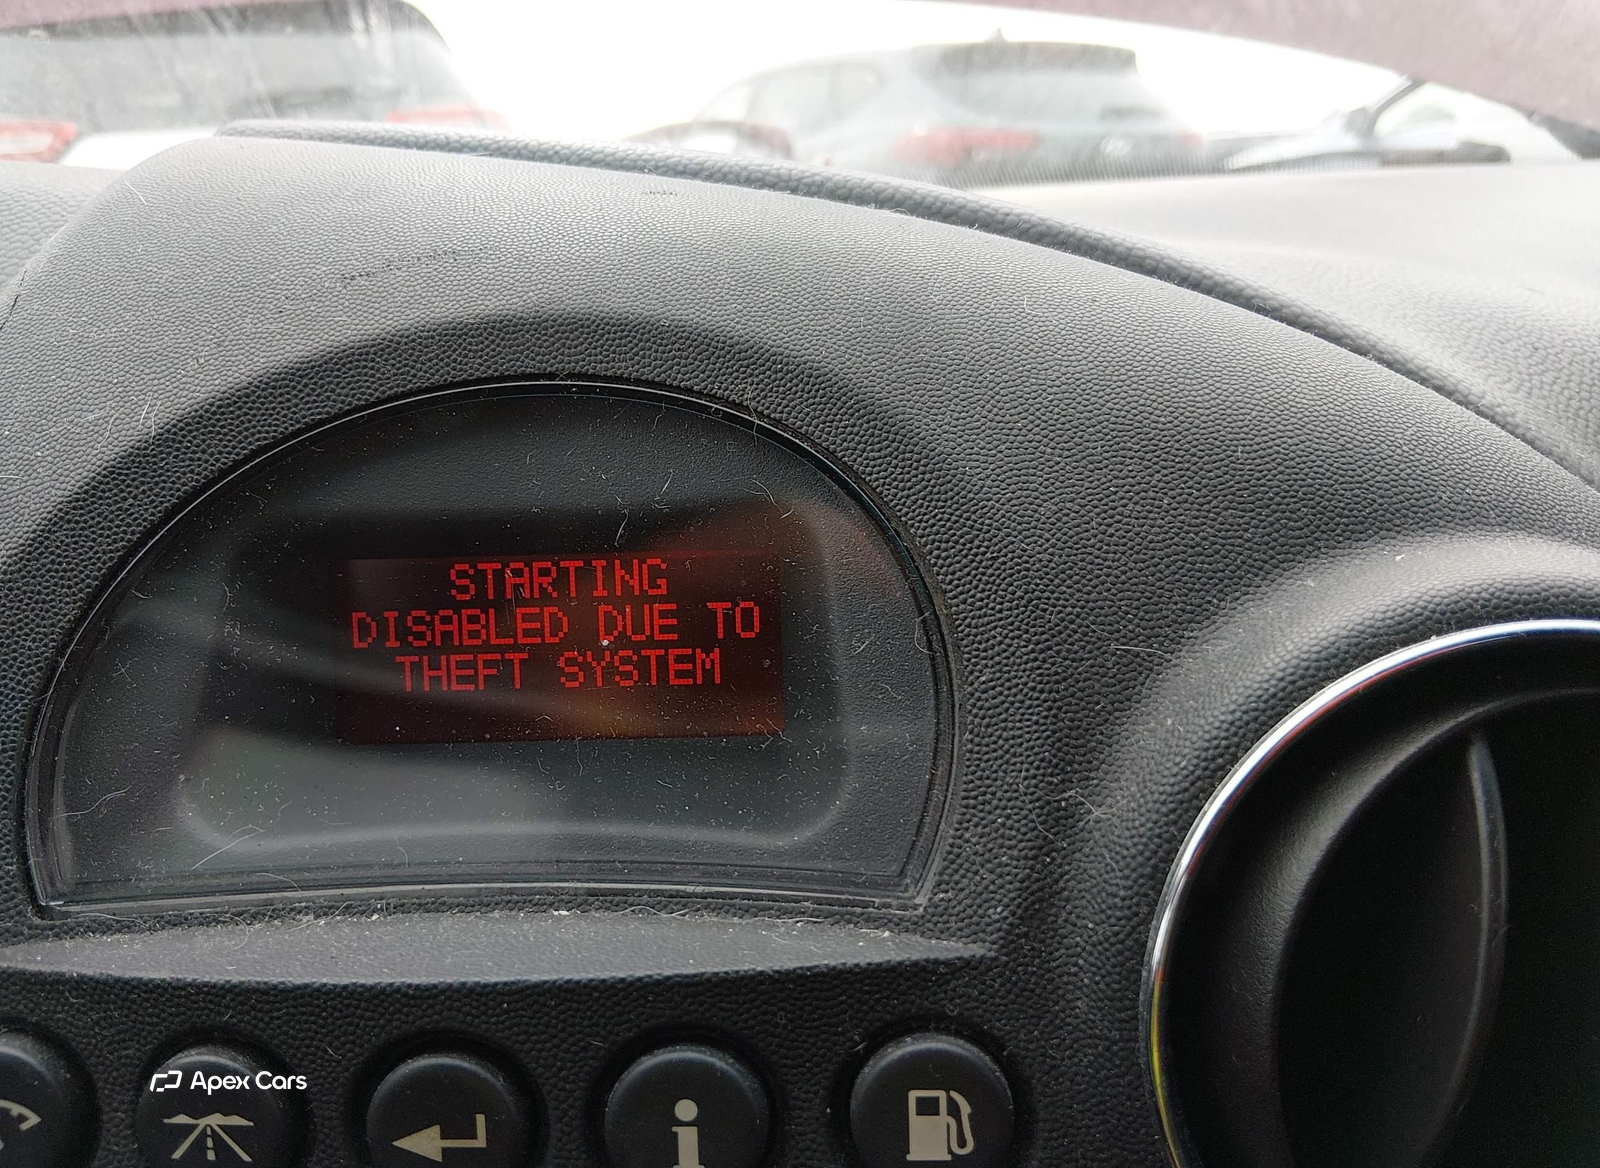 STARTING
DISABLED DUE TO
THEFT SYSTEM
Apex Cars